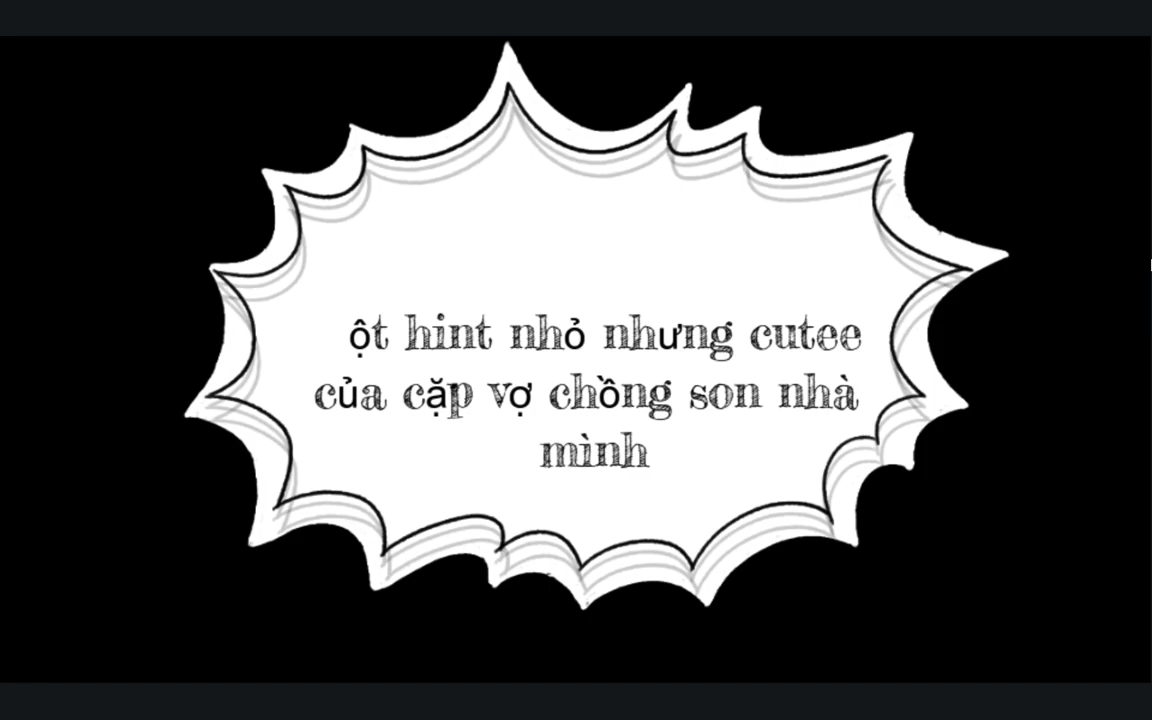 ột hint nhỏ nhưng cutee
của cặp vợ chồng son nhà
mình